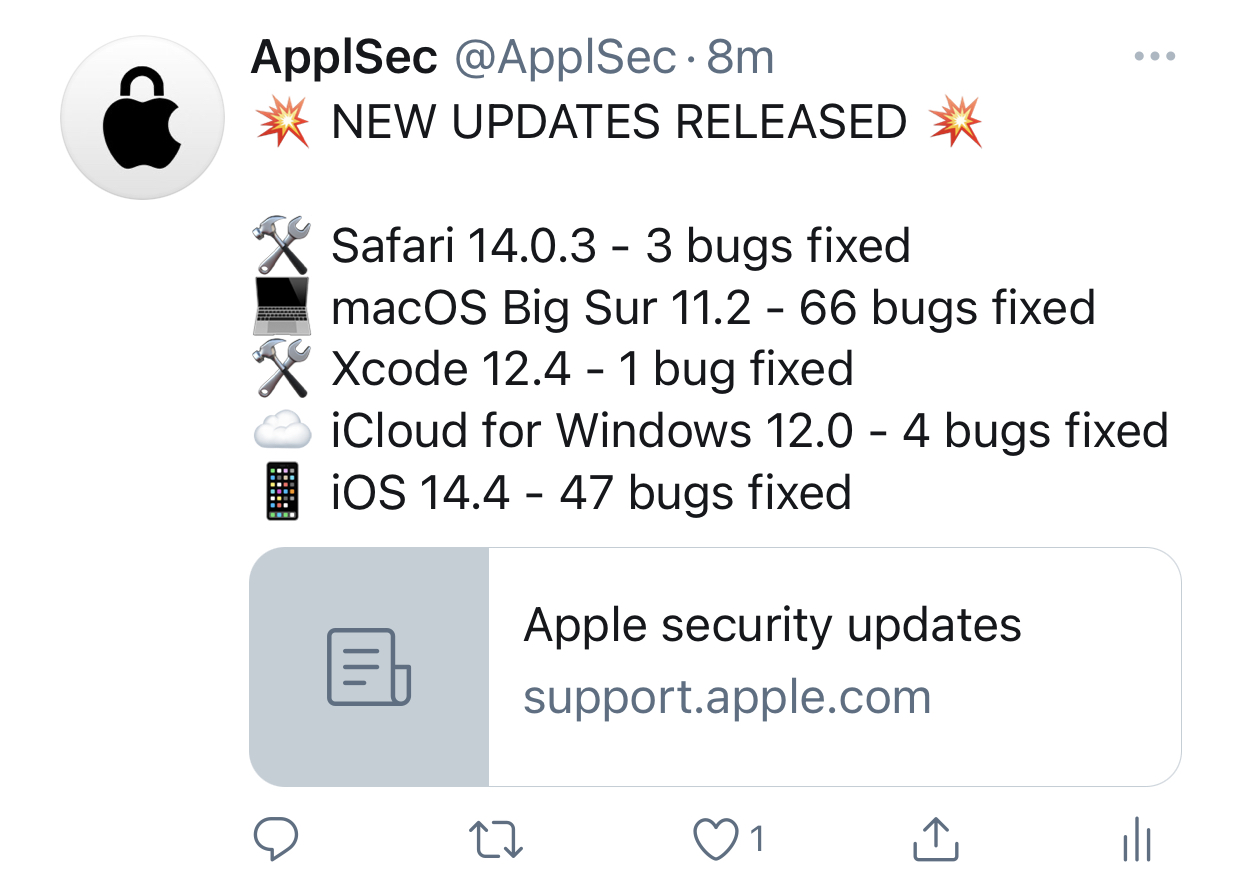 ApplSec @ApplSec · 8m
💥 NEW UPDATES RELEASED 💥
🛠 Safari 14.0.3 - 3 bugs fixed
💻 macOS Big Sur 11.2 - 66 bugs fixed
🛠 Xcode 12.4 - 1 bug fixed
☁️ iCloud for Windows 12.0 - 4 bugs fixed
📱 iOS 14.4 - 47 bugs fixed
Apple security updates
support.apple.com
1